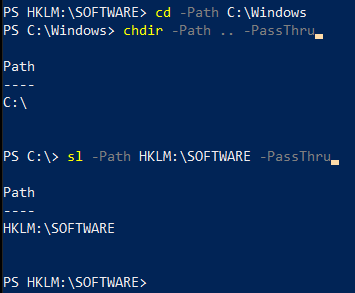 PS HKLM:\SOFTWARE> cd -Path C:\Windows
PS C:\Windows> chdir -Path .. -PassThru
Path
----
C:\
PS C:\> sl -Path HKLM:\SOFTWARE -PassThru
Path
----
HKLM:\SOFTWARE
PS HKLM:\SOFTWARE>